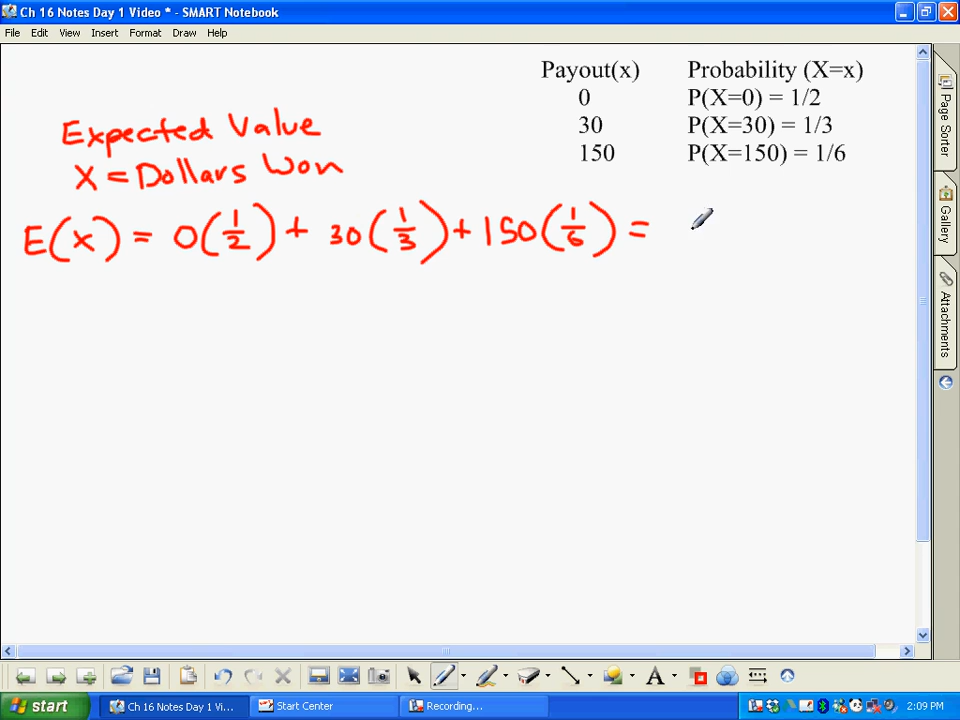 Ch 16 Notes Day 1 Video * - SMART Notebook
File Edit View Insert Format Draw Help
Payout(x) Probability (X=x)
0 P(X=0) = 1/2
30 P(X=30) = 1/3
150 P(X=150) = 1/6
Expected Value
X = Dollars Won
E(X) = 0(1/2) + 30(1/3) + 150(1/6) =
Page Sorter
Gallery
Attachments
start Ch 16 Notes Day 1 Vi... Start Center Recording... 2:09 PM